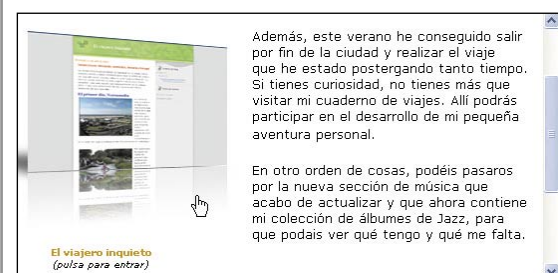 Además, este verano he conseguido salir
por fin de la ciudad y realizar el viaje
que he estado postergando tanto tiempo.
Si tienes curiosidad, no tienes más que
visitar mi cuaderno de viajes. Allí podrás
participar en el desarrollo de mi pequeña
aventura personal.
En otro orden de cosas, podéis pasaros
por la nueva sección de música que
acabo de actualizar y que ahora contiene
mi colección de álbumes de Jazz, para
que podais ver qué tengo y qué me falta.
El viajero inquieto
(pulsa para entrar)